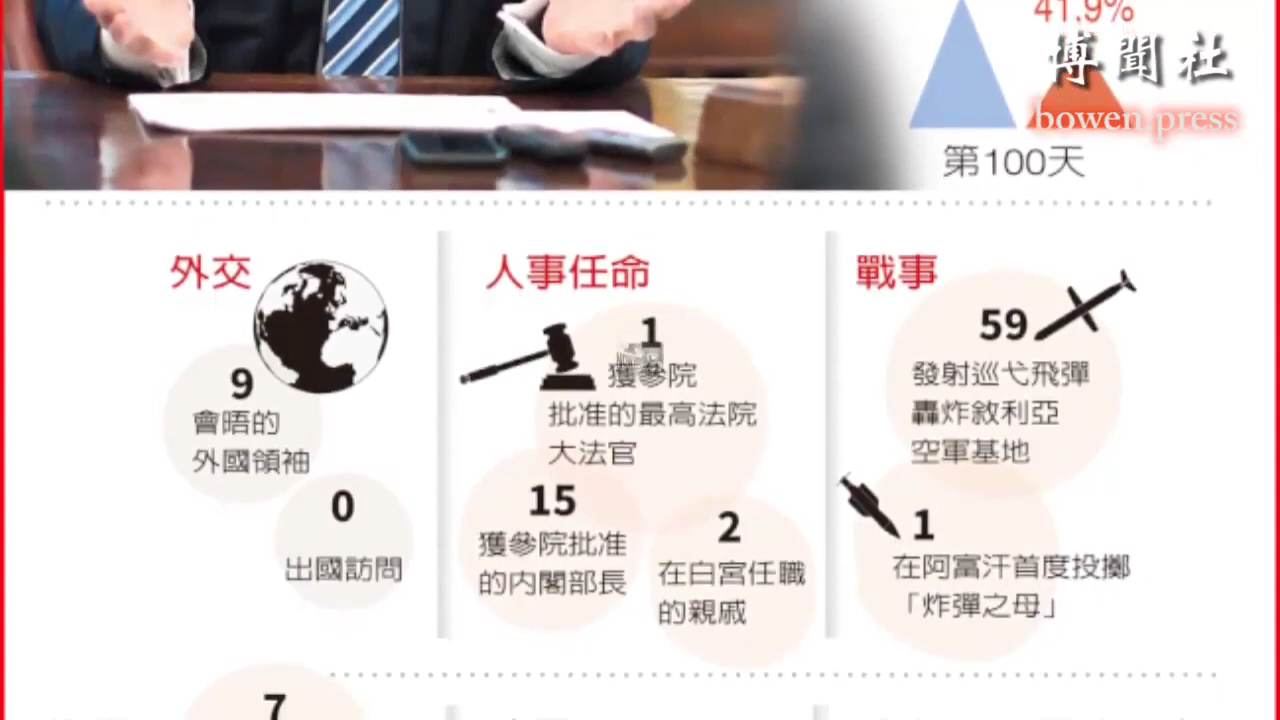 41.9%
博聞社
bowen press
第100天
外交
9
會晤的
外國領袖
0
出國訪問
人事任命
1
獲參院
批准的最高法院
大法官
15
獲參院批准
的內閣部長
2
在白宮任職
的親戚
戰事
59
發射巡弋飛彈
轟炸敘利亞
空軍基地
1
在阿富汗首度投擲
「炸彈之母」
7